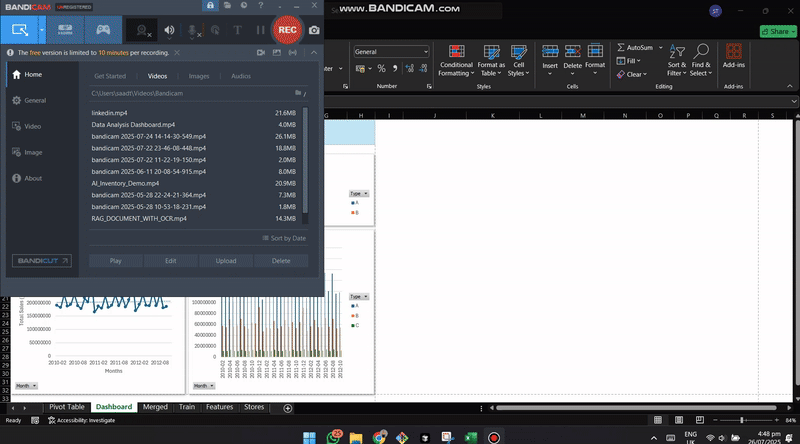 BANDICAM UNREGISTERED
WWW.BANDICAM.COM
ST
REC
The free version is limited to 10 minutes per recording.
Share
Home
General
Video
Image
About
BANDICUT
Get Started
Videos
Images
Audios
C:\Users\aaadt\Videos\Bandicam
linkedin.mp4 21.6MB
Data Analysis Dashboard.mp4 4.0MB
bandicam 2025-07-24 14-14-30-549.mp4 26.1MB
bandicam 2025-07-22 23-46-08-448.mp4 18.8MB
bandicam 2025-07-22 11-22-19-150.mp4 2.0MB
bandicam 2025-06-11 20-08-54-915.mp4 8.0MB
AI_Inventory_Demo.mp4 20.9MB
bandicam 2025-05-28 22-24-21-364.mp4 7.3MB
bandicam 2025-05-28 10-53-18-231.mp4 1.8MB
RAG_DOCUMENT_WITH_OCR.mp4 14.3MB
Sort by Date
Play
Edit
Upload
Delete
General
Number
Conditional Formatting
Format as Table
Cell Styles
Styles
Insert
Delete
Format
Cells
AutoSum
Fill
Clear
Sort & Filter
Find & Select
Editing
Add-ins
Add-ins
G H I J K L M N O P Q R S
Type
A
B
Type
A
B
C
Total Sales
200000000
150000000
100000000
50000000
0
2010-02 2010-06 2010-10 2011-02 2011-06 2011-10 2012-02 2012-08
Months
Month
100000000
80000000
60000000
40000000
20000000
0
Month
Pivot Table
Dashboard
Merged
Train
Features
Stores
Ready
Accessibility: Investigate
84%
25
ENG
UK
4:48 pm
26/07/2025